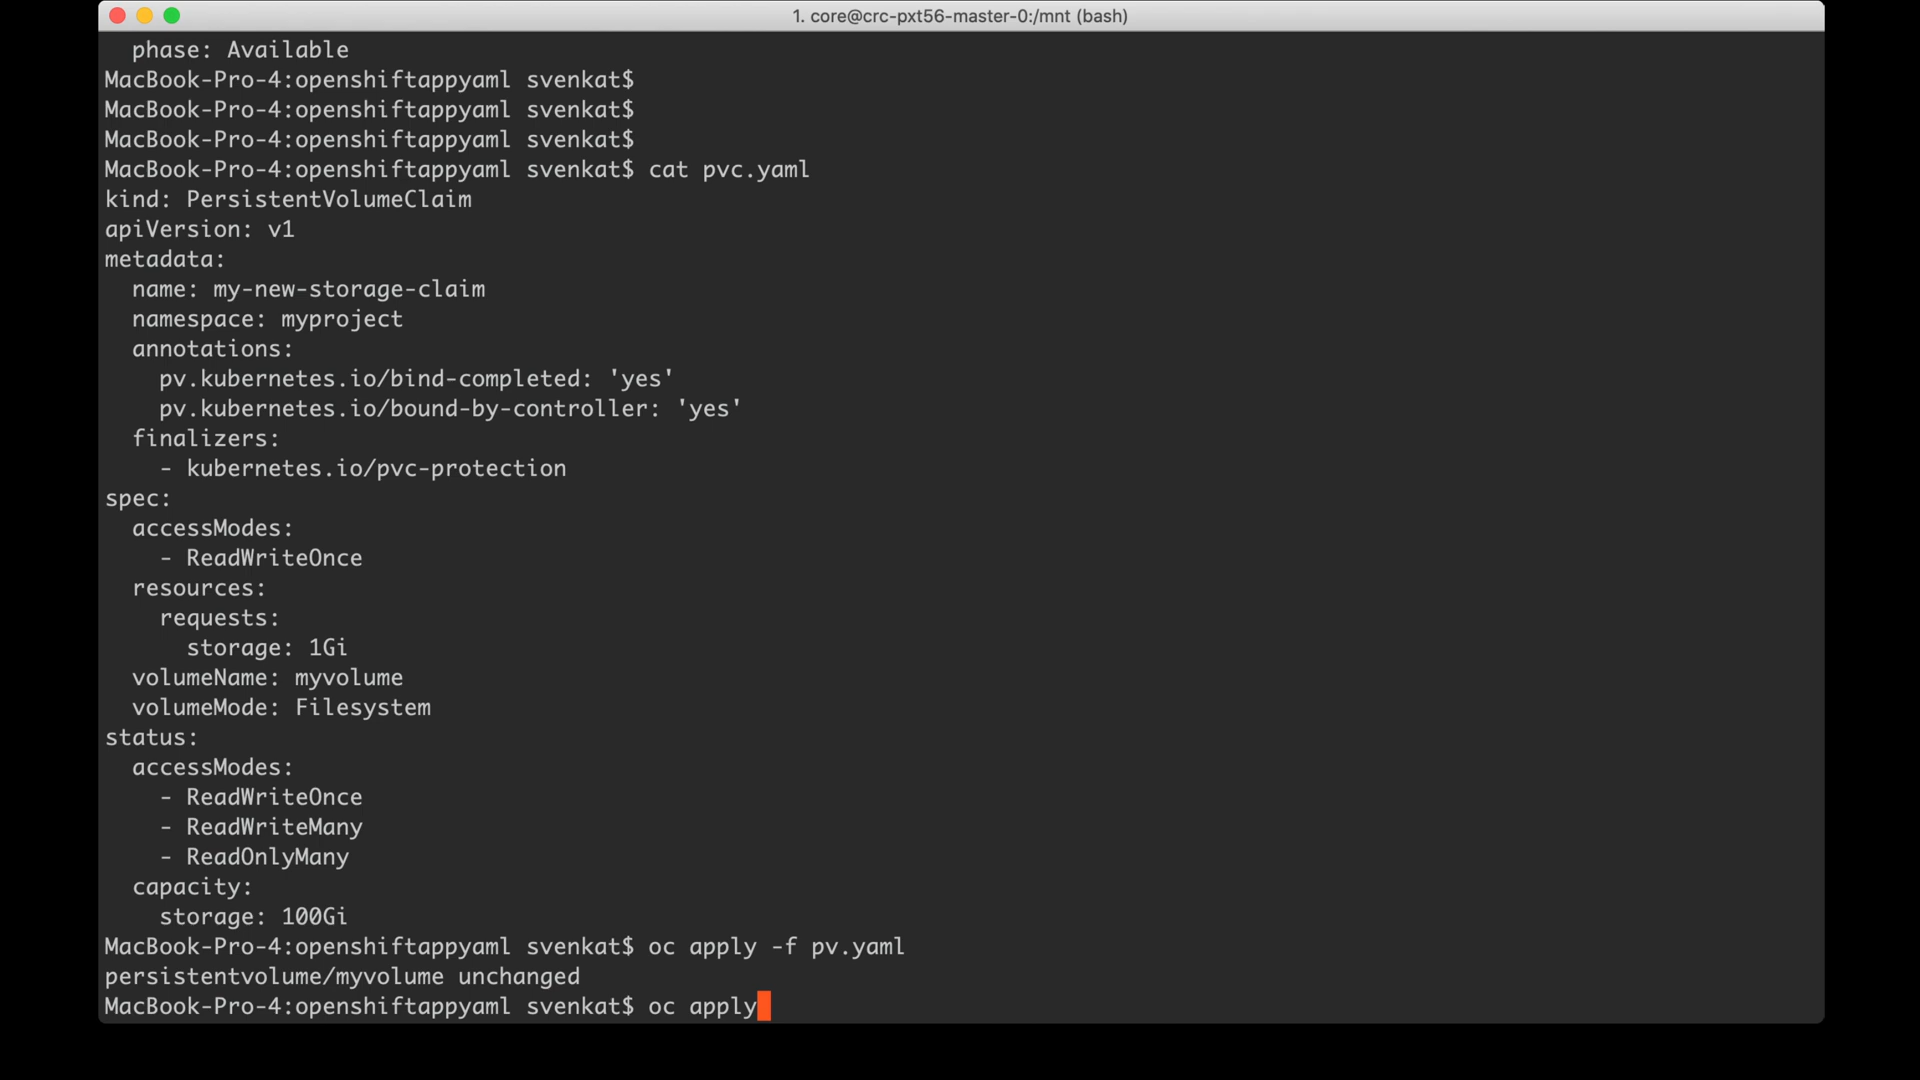 1. core@crc-pxt56-master-0:/mnt (bash)
  phase: Available
MacBook-Pro-4:openshiftappyaml svenkat$
MacBook-Pro-4:openshiftappyaml svenkat$
MacBook-Pro-4:openshiftappyaml svenkat$
MacBook-Pro-4:openshiftappyaml svenkat$ cat pvc.yaml
kind: PersistentVolumeClaim
apiVersion: v1
metadata:
  name: my-new-storage-claim
  namespace: myproject
  annotations:
    pv.kubernetes.io/bind-completed: 'yes'
    pv.kubernetes.io/bound-by-controller: 'yes'
  finalizers:
    - kubernetes.io/pvc-protection
spec:
  accessModes:
    - ReadWriteOnce
  resources:
    requests:
      storage: 1Gi
  volumeName: myvolume
  volumeMode: Filesystem
status:
  accessModes:
    - ReadWriteOnce
    - ReadWriteMany
    - ReadOnlyMany
  capacity:
    storage: 100Gi
MacBook-Pro-4:openshiftappyaml svenkat$ oc apply -f pv.yaml
persistentvolume/myvolume unchanged
MacBook-Pro-4:openshiftappyaml svenkat$ oc apply